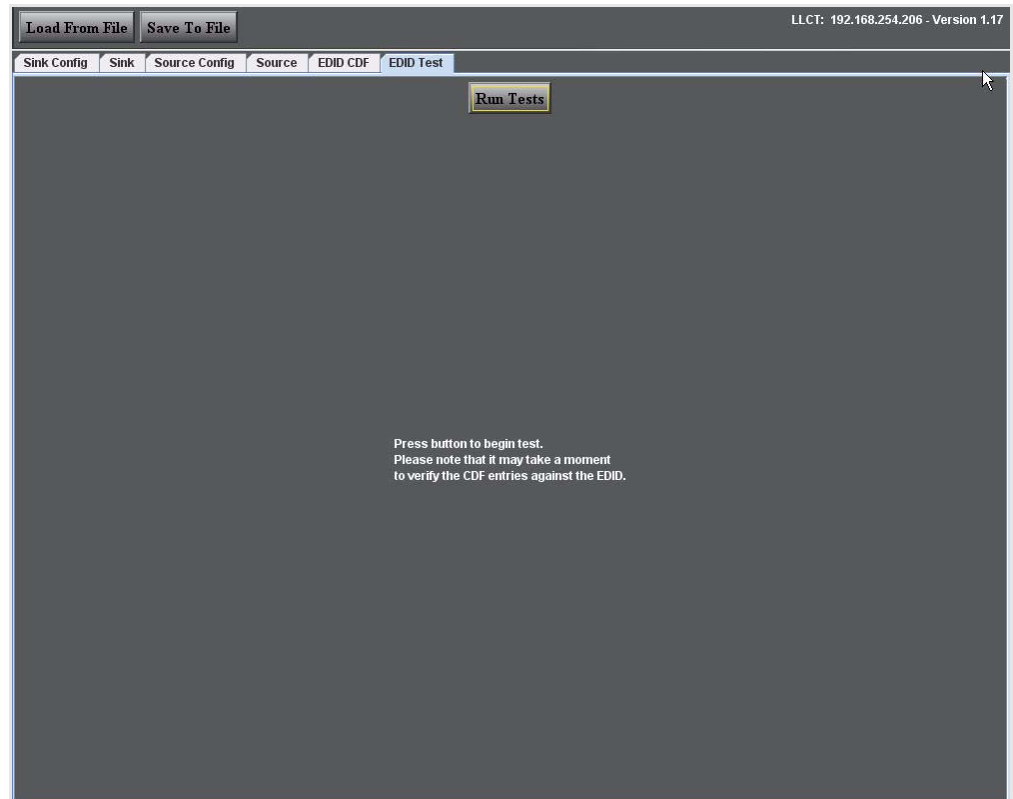 Load From File Save To File LLCT: 192.168.254.206 - Version 1.17
Sink Config Sink Source Config Source EDID CDF EDID Test
Run Tests
Press button to begin test.
Please note that it may take a moment
to verify the CDF entries against the EDID.